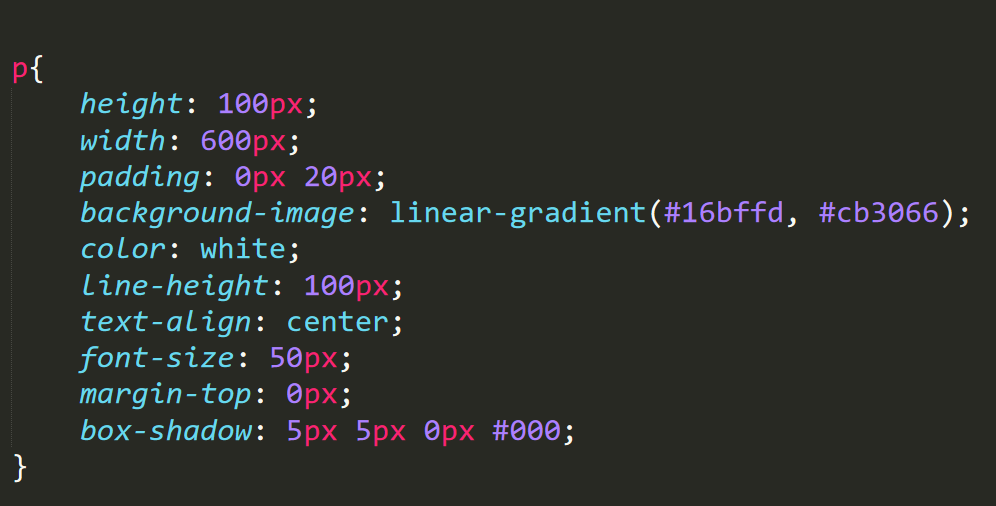 p{
height: 100px;
width: 600px;
padding: 0px 20px;
background-image: linear-gradient(#16bffd, #cb3066);
color: white;
line-height: 100px;
text-align: center;
font-size: 50px;
margin-top: 0px;
box-shadow: 5px 5px 0px #000;
}